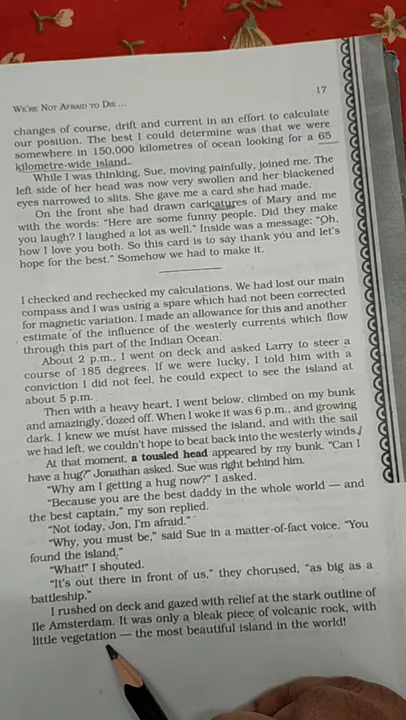 WE'RE NOT AFRAID TO DIE...
17
changes of course, drift and current in an effort to calculate
our position. The best I could determine was that we were
somewhere in 150,000 kilometres of ocean looking for a 65
kilometre-wide island.
While I was thinking, Sue, moving painfully, joined me. The
left side of her head was now very swollen and her blackened
eyes narrowed to slits. She gave me a card she had made.
On the front she had drawn caricatures of Mary and me
with the words: “Here are some funny people. Did they make
you laugh? I laughed a lot as well.” Inside was a message: “Oh,
how I love you both. So this card is to say thank you and let's
hope for the best.” Somehow we had to make it.
I checked and rechecked my calculations. We had lost our main
compass and I was using a spare which had not been corrected
for magnetic variation. I made an allowance for this and another
estimate of the influence of the westerly currents which flow
through this part of the Indian Ocean.
About 2 p.m., I went on deck and asked Larry to steer a
course of 185 degrees. If we were lucky, I told him with a
conviction I did not feel, he could expect to see the island at
about 5 p.m.
Then with a heavy heart, I went below, climbed on my bunk
and amazingly, dozed off. When I woke it was 6 p.m., and growing
dark. I knew we must have missed the island, and with the sail
we had left, we couldn't hope to beat back into the westerly winds.
At that moment, a tousled head appeared by my bunk. “Can I
have a hug?” Jonathan asked. Sue was right behind him.
“Why am I getting a hug now?” I asked.
“Because you are the best daddy in the whole world — and
the best captain,” my son replied.
“Not today, Jon, I'm afraid.”
“Why, you must be,” said Sue in a matter-of-fact voice. “You
found the island.”
“What!” I shouted.
“It's out there in front of us,” they chorused, “as big as a
battleship.”
I rushed on deck and gazed with relief at the stark outline of
Ile Amsterdam. It was only a bleak piece of volcanic rock, with
little vegetation — the most beautiful island in the world!